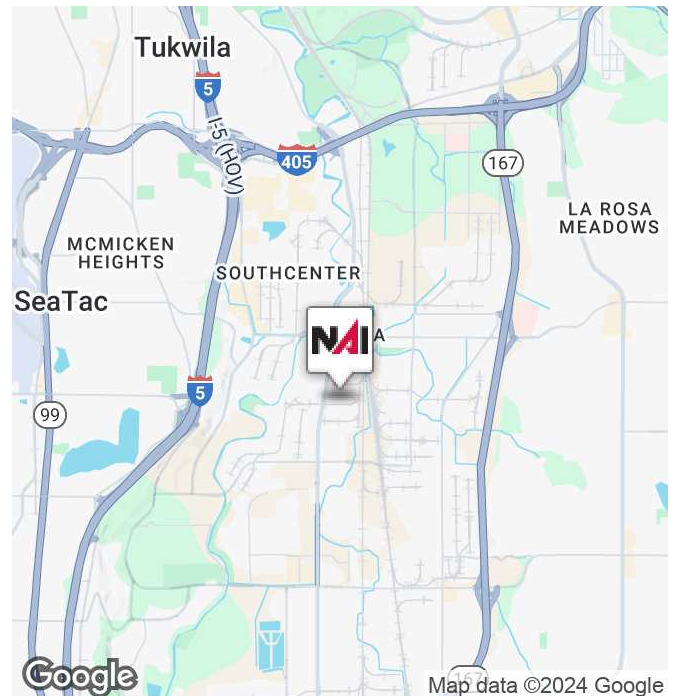 Tukwila
5
I-5 (HOV)
405
167
LA ROSA
MEADOWS
MCMICKEN
HEIGHTS
SOUTHCENTER
SeaTac
NAI
A
5
99
Google
167
Map data ©2024 Google